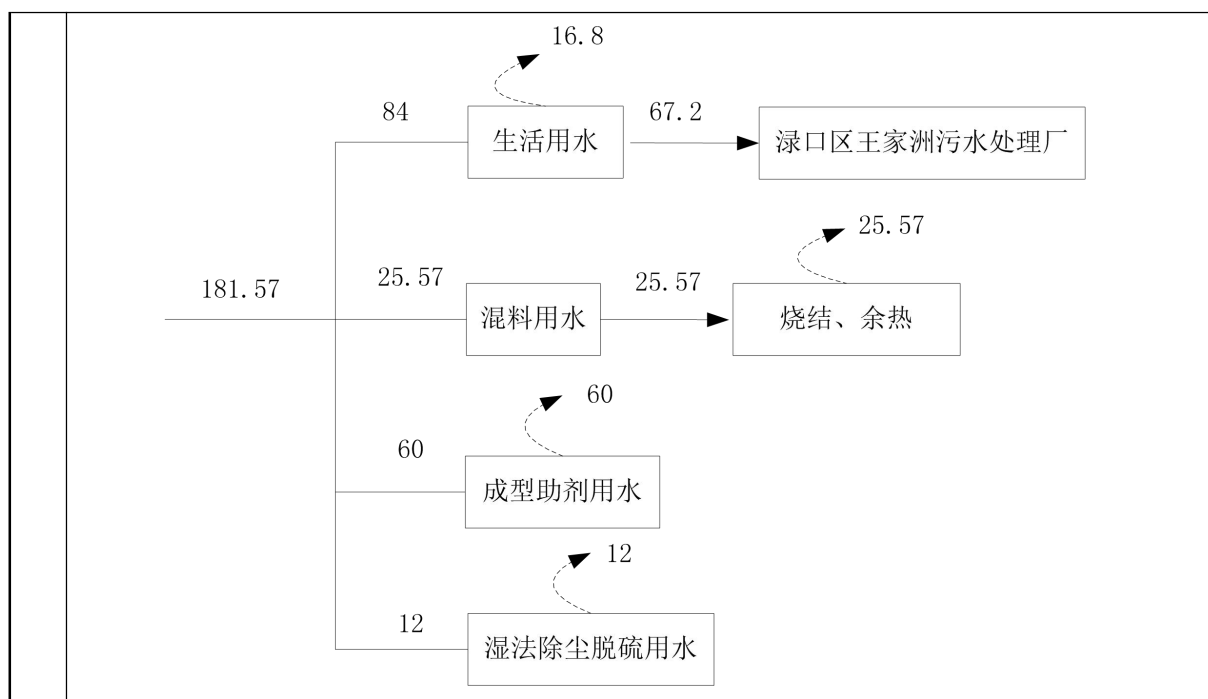 16.8
84
生活用水
67.2
渌口区王家洲污水处理厂
25.57
181.57
25.57
混料用水
25.57
烧结、余热
60
60
成型助剂用水
12
12
湿法除尘脱硫用水